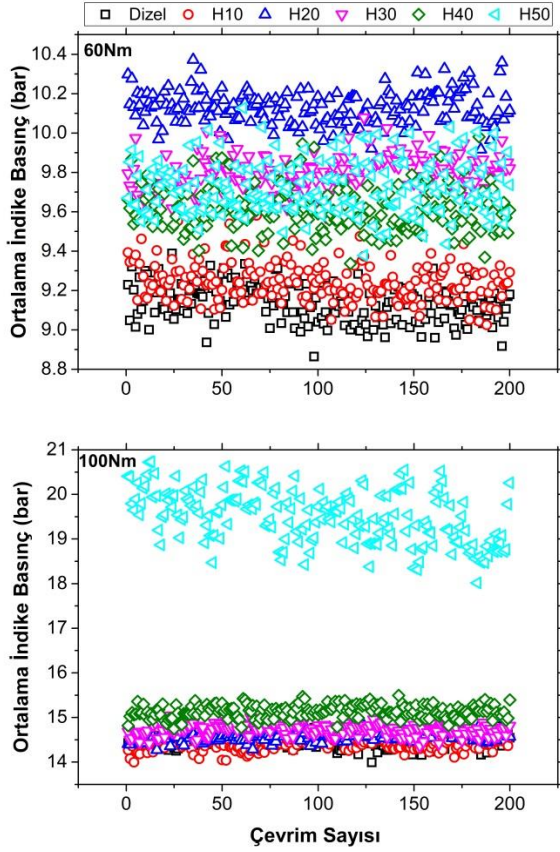 Dizel H10 H20 H30 H40 H50
60Nm
10.4
10.2
10.0
9.8
9.6
9.4
9.2
9.0
8.8
0 50 100 150 200
Ortalama İndike Basınç (bar)
100Nm
21
20
19
18
17
16
15
14
0 50 100 150 200
Ortalama İndike Basınç (bar)
Çevrim Sayısı